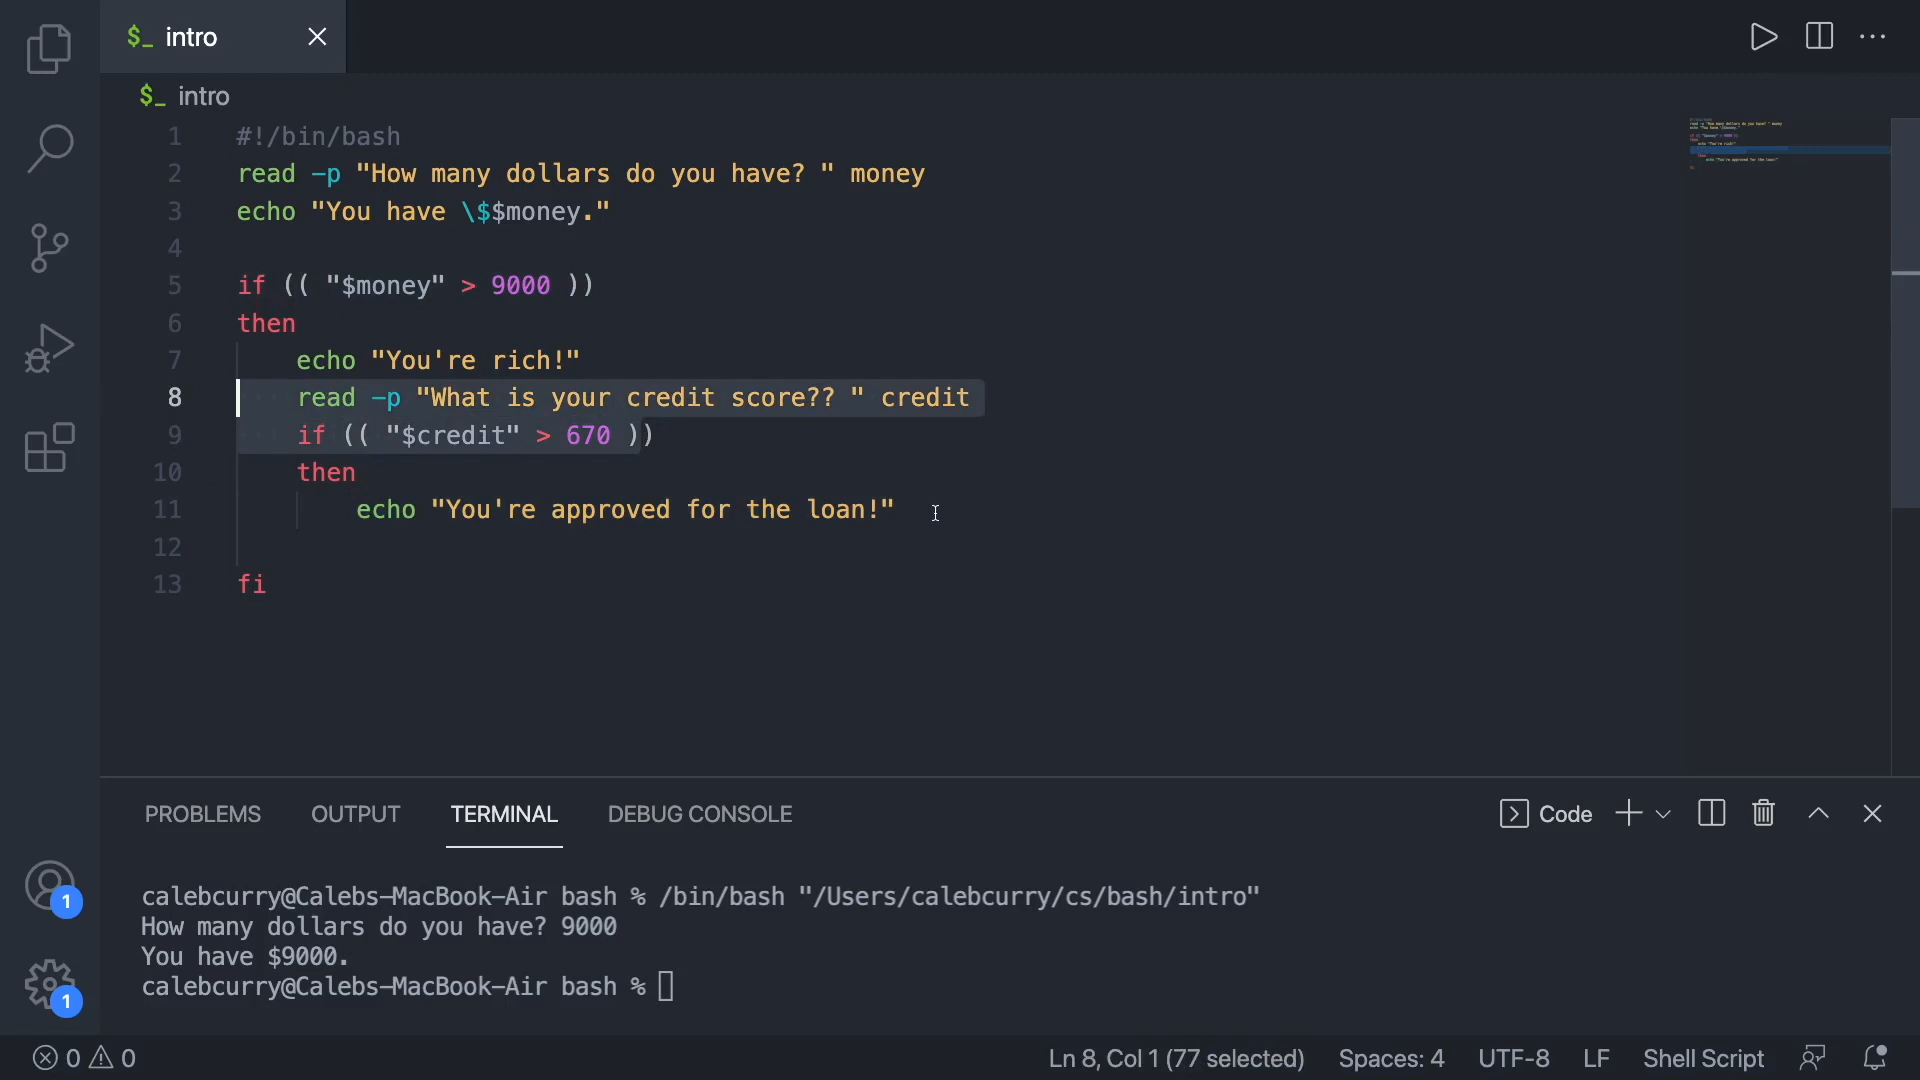 $_ intro
$_ intro
1 #!/bin/bash
2 read -p "How many dollars do you have? " money
3 echo "You have \$$money."
4
5 if (( "$money" > 9000 ))
6 then
7 echo "You're rich!"
8 read -p "What is your credit score?? " credit
9 if (( "$credit" > 670 ))
10 then
11 echo "You're approved for the loan!"
12
13 fi
PROBLEMS OUTPUT TERMINAL DEBUG CONSOLE Code
calebcurry@Calebs-MacBook-Air bash % /bin/bash "/Users/calebcurry/cs/bash/intro"
How many dollars do you have? 9000
You have $9000.
calebcurry@Calebs-MacBook-Air bash %
1
1
0 0 Ln 8, Col 1 (77 selected) Spaces: 4 UTF-8 LF Shell Script